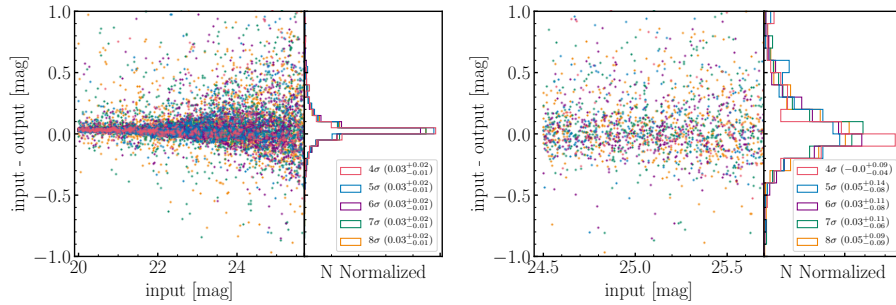 1.0
0.5
0.0
−0.5
−1.0
input - output [mag]
20
22
24
input [mag]
N Normalized
4σ (0.03+0.02−0.01)
5σ (0.03+0.02−0.01)
6σ (0.03+0.02−0.01)
7σ (0.03+0.02−0.01)
8σ (0.03+0.02−0.01)
1.0
0.5
0.0
−0.5
−1.0
input - output [mag]
24.5
25.0
25.5
input [mag]
N Normalized
4σ (−0.0+0.09−0.04)
5σ (0.05+0.14−0.08)
6σ (0.03+0.11−0.08)
7σ (0.03+0.11−0.06)
8σ (0.05+0.09−0.09)